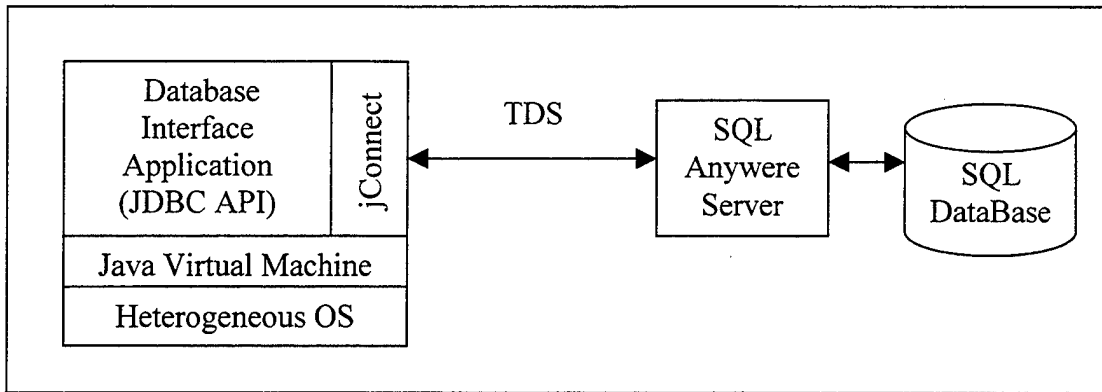 Database
Interface
Application
(JDBC API)
jConnect
TDS
SQL
Anywere
Server
SQL
DataBase
Java Virtual Machine
Heterogeneous OS